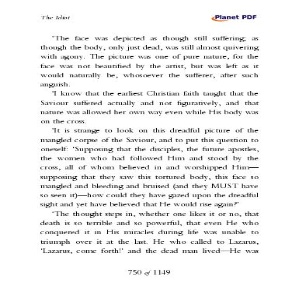 The Idiot
Planet PDF
'The face was depicted as though still suffering; as
though the body, only just dead, was still almost quivering
with agony. The picture was one of pure nature, for the
face was not beautified by the artist, but was left as it
would naturally be, whosoever the sufferer, after such
anguish.
'I know that the earliest Christian faith taught that the
Saviour suffered actually and not figuratively, and that
nature was allowed her own way even while His body was
on the cross.
'It is strange to look on this dreadful picture of the
mangled corpse of the Saviour, and to put this question to
oneself: 'Supposing that the disciples, the future apostles,
the women who had followed Him and stood by the
cross, all of whom believed in and worshipped Him—
supposing that they saw this tortured body, this face so
mangled and bleeding and bruised (and they MUST have
so seen it)—how could they have gazed upon the dreadful
sight and yet have believed that He would rise again?'
'The thought steps in, whether one likes it or no, that
death is so terrible and so powerful, that even He who
conquered it in His miracles during life was unable to
triumph over it at the last. He who called to Lazarus,
'Lazarus, come forth!' and the dead man lived—He was
750 of 1149